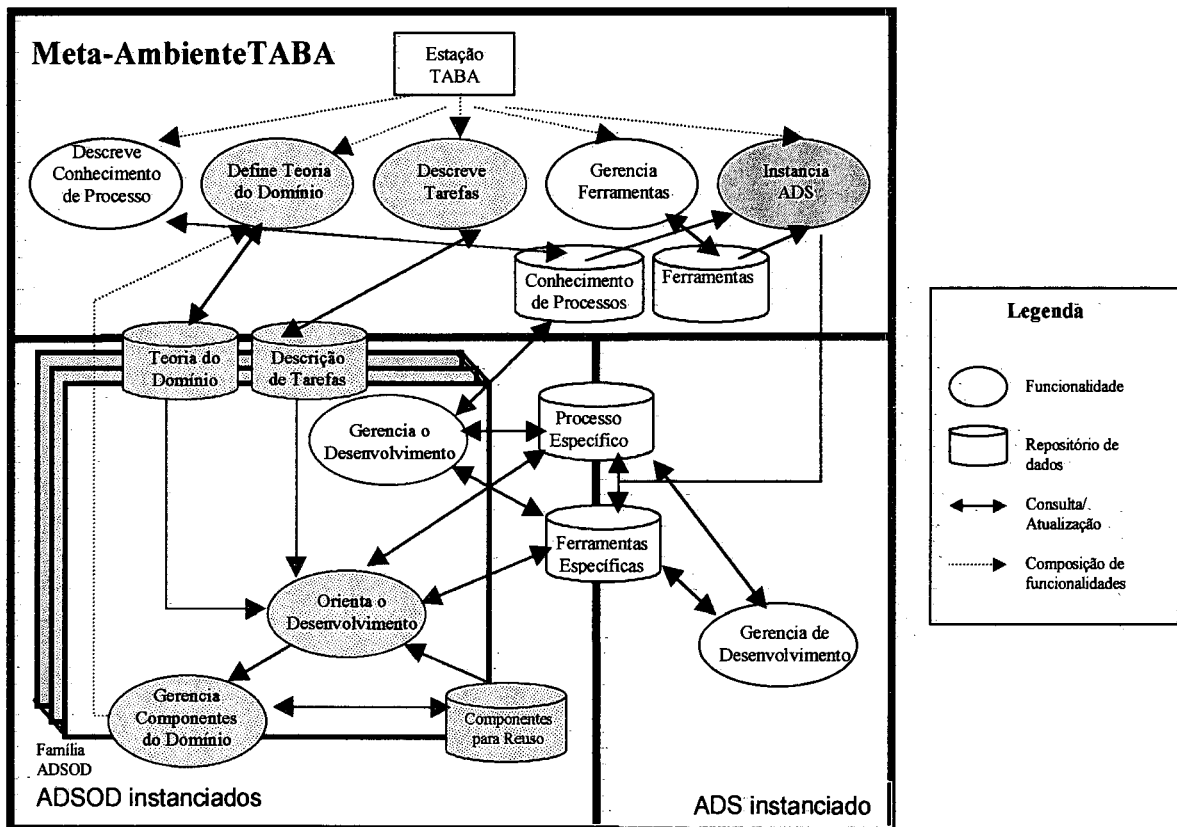 Meta-AmbienteTABA
Estação
TABA
Descreve
Conhecimento
de Processo
Define Teoria
do Domínio
Descreve
Tarefas
Gerencia
Ferramentas
Instancia
ADS
Conhecimento
de Processos
Ferramentas
Teoria do
Domínio
Descrição
de Tarefas
Gerencia o
Desenvolvimento
Processo
Específico
Ferramentas
Específicas
Orienta o
Desenvolvimento
Gerencia de
Desenvolvimento
Gerencia
Componentes
do Domínio
Componentes
para Reuso
Família
ADSOD
ADSOD instanciados
ADS instanciado
Legenda
Funcionalidade
Repositório de
dados
Consulta/
Atualização
Composição de
funcionalidades